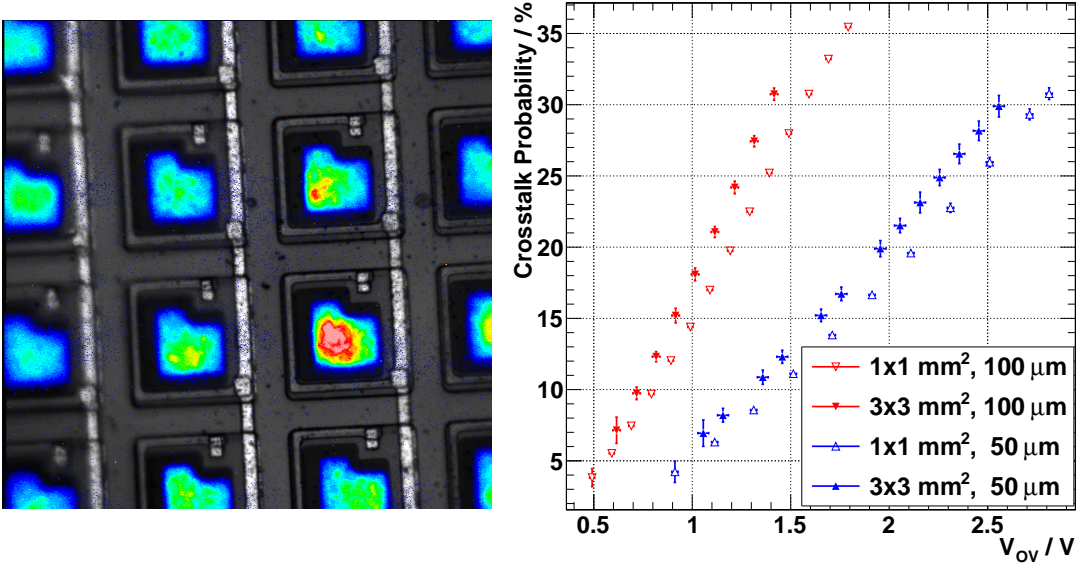 Crosstalk Probability / %
35
30
25
20
15
10
5
0.5 1 1.5 2 2.5
V_OV / V
1x1 mm², 100 μm
3x3 mm², 100 μm
1x1 mm², 50 μm
3x3 mm², 50 μm